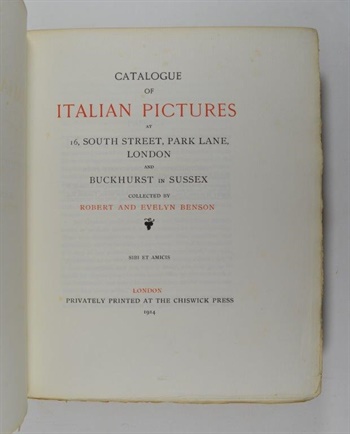 CATALOGUE
OF
ITALIAN PICTURES
AT
16, SOUTH STREET, PARK LANE,
LONDON
AND
BUCKHURST IN SUSSEX
COLLECTED BY
ROBERT AND EVELYN BENSON
SIBI ET AMICIS
LONDON
PRIVATELY PRINTED AT THE CHISWICK PRESS
1914